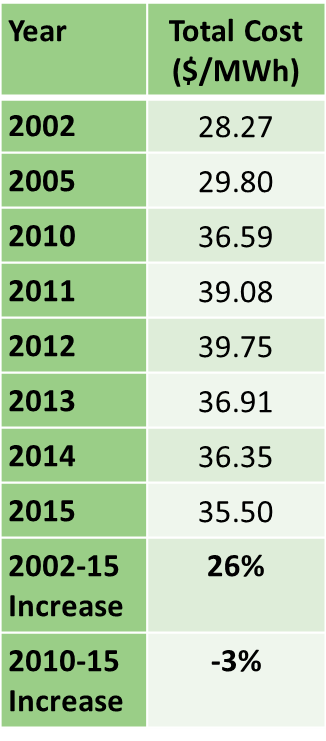 Year Total Cost
($/MWh)
2002 28.27
2005 29.80
2010 36.59
2011 39.08
2012 39.75
2013 36.91
2014 36.35
2015 35.50
2002-15 26%
Increase
2010-15 -3%
Increase